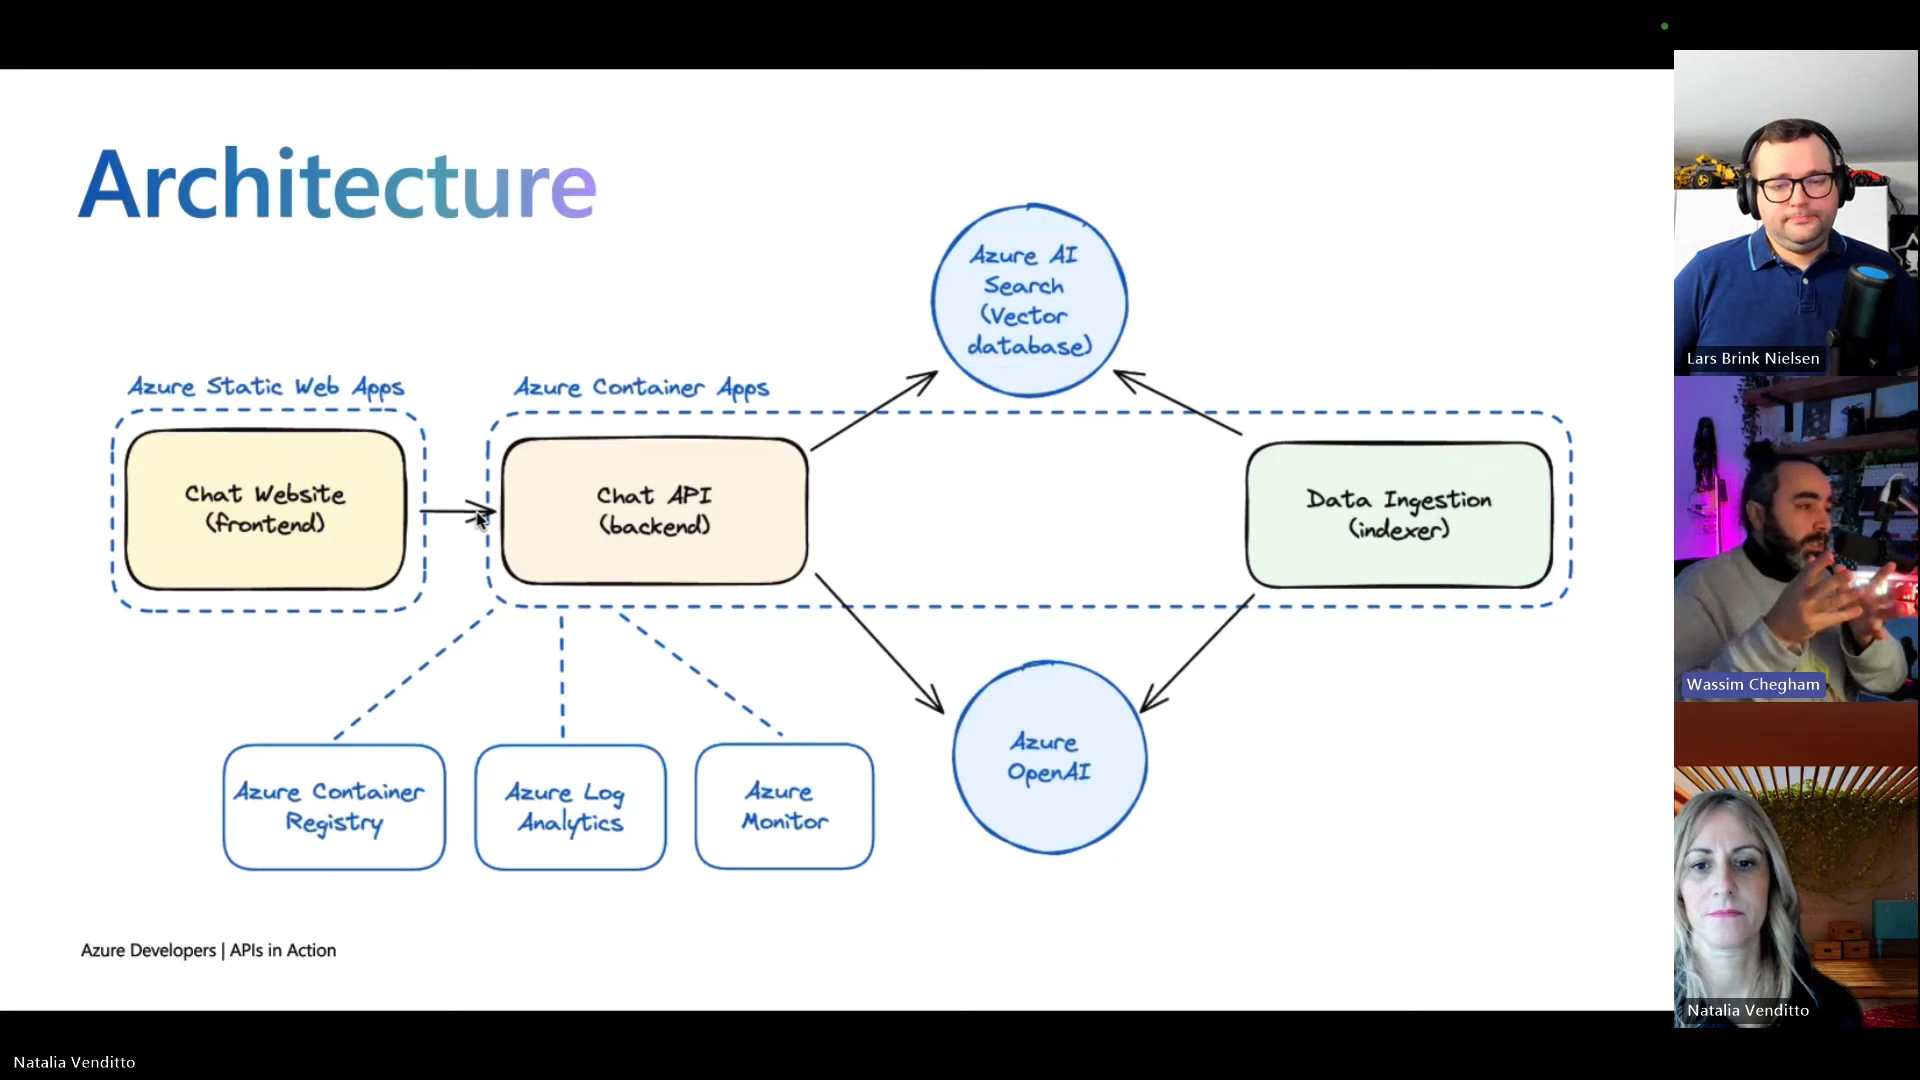 Architecture
Azure AI
Search
(Vector
database)
Azure Static Web Apps
Azure Container Apps
Chat Website
(frontend)
Chat API
(backend)
Data Ingestion
(indexer)
Azure
OpenAI
Azure Container
Registry
Azure Log
Analytics
Azure
Monitor
Azure Developers | APIs in Action
Lars Brink Nielsen
Wassim Chegham
Natalia Venditto
Natalia Venditto